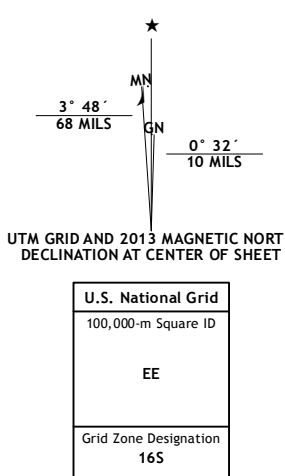 ★
MN
3° 48´
68 MILS
GN
0° 32´
10 MILS
UTM GRID AND 2013 MAGNETIC NORT
DECLINATION AT CENTER OF SHEET
U.S. National Grid
100,000-m Square ID
EE
Grid Zone Designation
16S